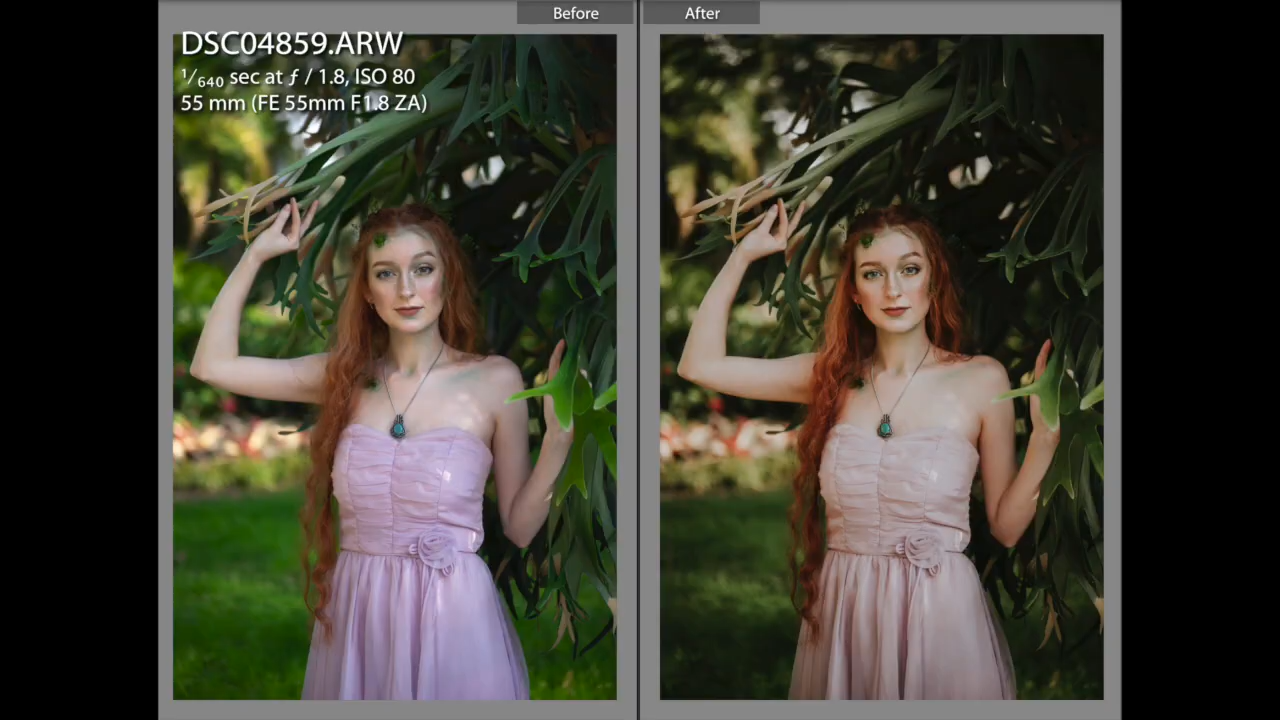 Before
After
DSC04859.ARW
¹⁄₆₄₀ sec at ƒ / 1.8, ISO 80
55 mm (FE 55mm F1.8 ZA)